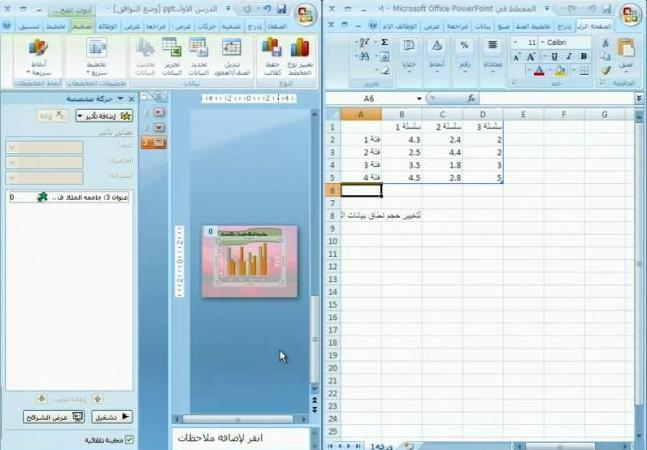 أدوات المخ...
الدرس الاول.ppt [وضع التوافق] -
الصفحة إدراج تصميم حركات عرض مراجعة عرض تصميم تخطيط تنسيق
تغيير نوع المخطط
حفظ كقالب
تبديل الصف/العمود
تحديد البيانات
تحرير البيانات
تحديث البيانات
تخطيط سريع
أنماط سريعة
النوع
البيانات
تخطيطات المخططات
أنماط المخططات
حركة مخصصة
إضافة تأثير
إزالة
تعديل تأثير
البدء:
الخاصية:
السرعة:
0
عنوان 3: جامعة الملك ف...
إعادة ترتيب
تشغيل
عرض الشرائح
معاينة تلقائية
1
2
3
0
انقر لإضافة ملاحظات
المخطط في Microsoft Office PowerPoint -
الصفحة الرئ إدراج تخطيط الصف صيغ بيانات مراجعة عرض الوظائف الإض
لصق
Calibri 11
محاذاة
رقم
أنماط
خلايا
الحافظة
خط
تحرير
A6
A B C D E F G
1 سلسلة 1 سلسلة 2 سلسلة 3
2 فئة 1 4.3 2.4 2
3 فئة 2 2.5 4.4 2
4 فئة 3 3.5 1.8 3
5 فئة 4 4.5 2.8 5
6
7
8 لتغيير حجم نطاق بيانات ال
9
10
11
12
13
14
15
16
17
18
19
20
21
22
23
24
25
ورقة1